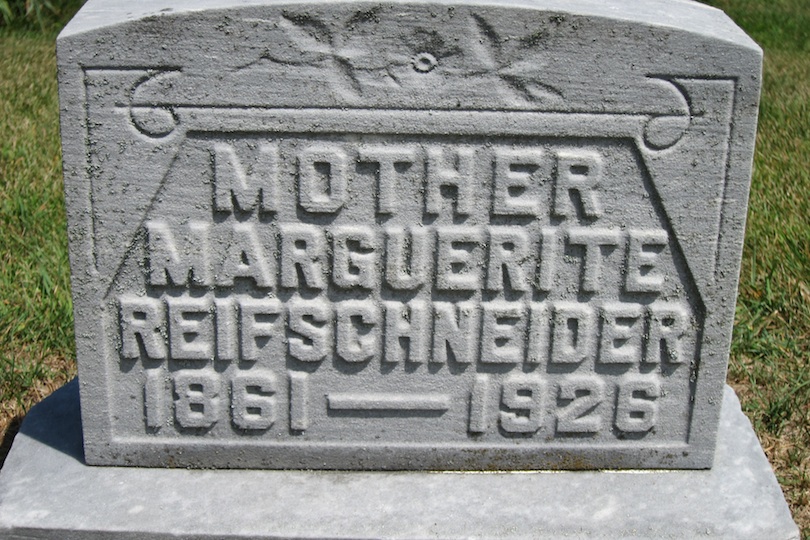 MOTHER
MARGUERITE
REIFSCHNEIDER
1861 — 1926